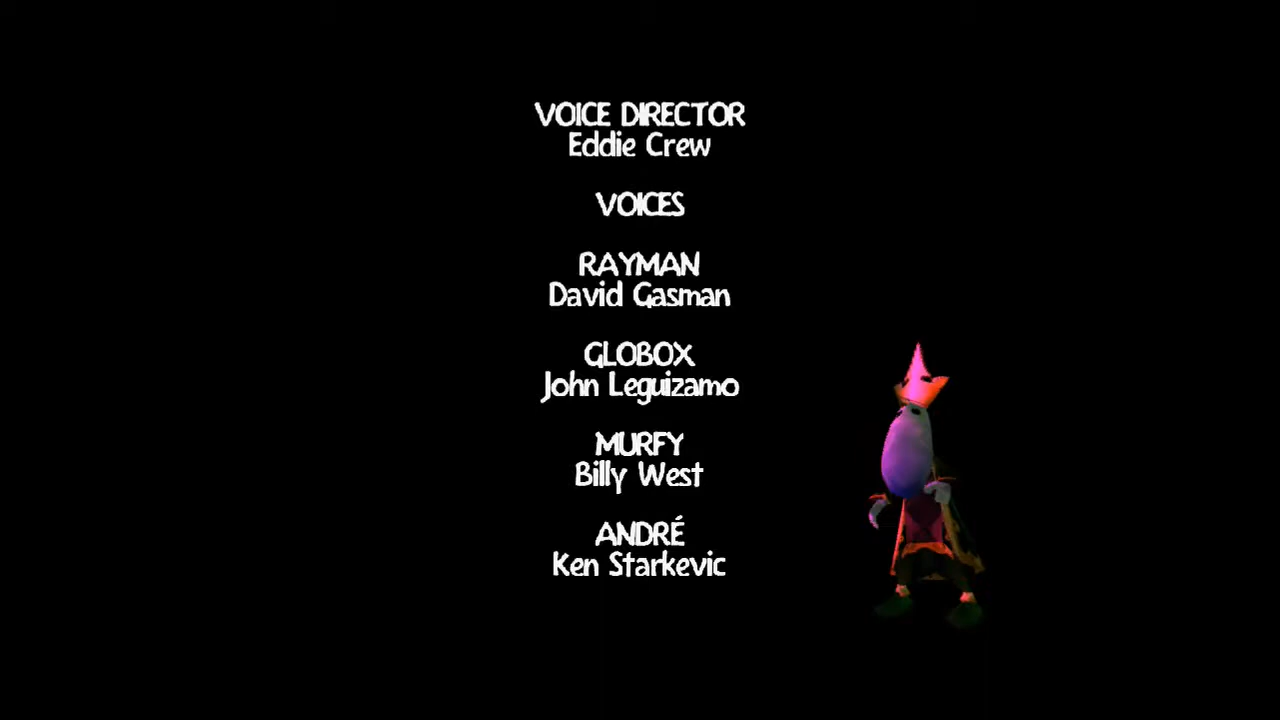 VOICE DIRECTOR
Eddie Crew
VOICES
RAYMAN
David Gasman
GLOBOX
John Leguizamo
MURFY
Billy West
ANDRÉ
Ken Starkevic